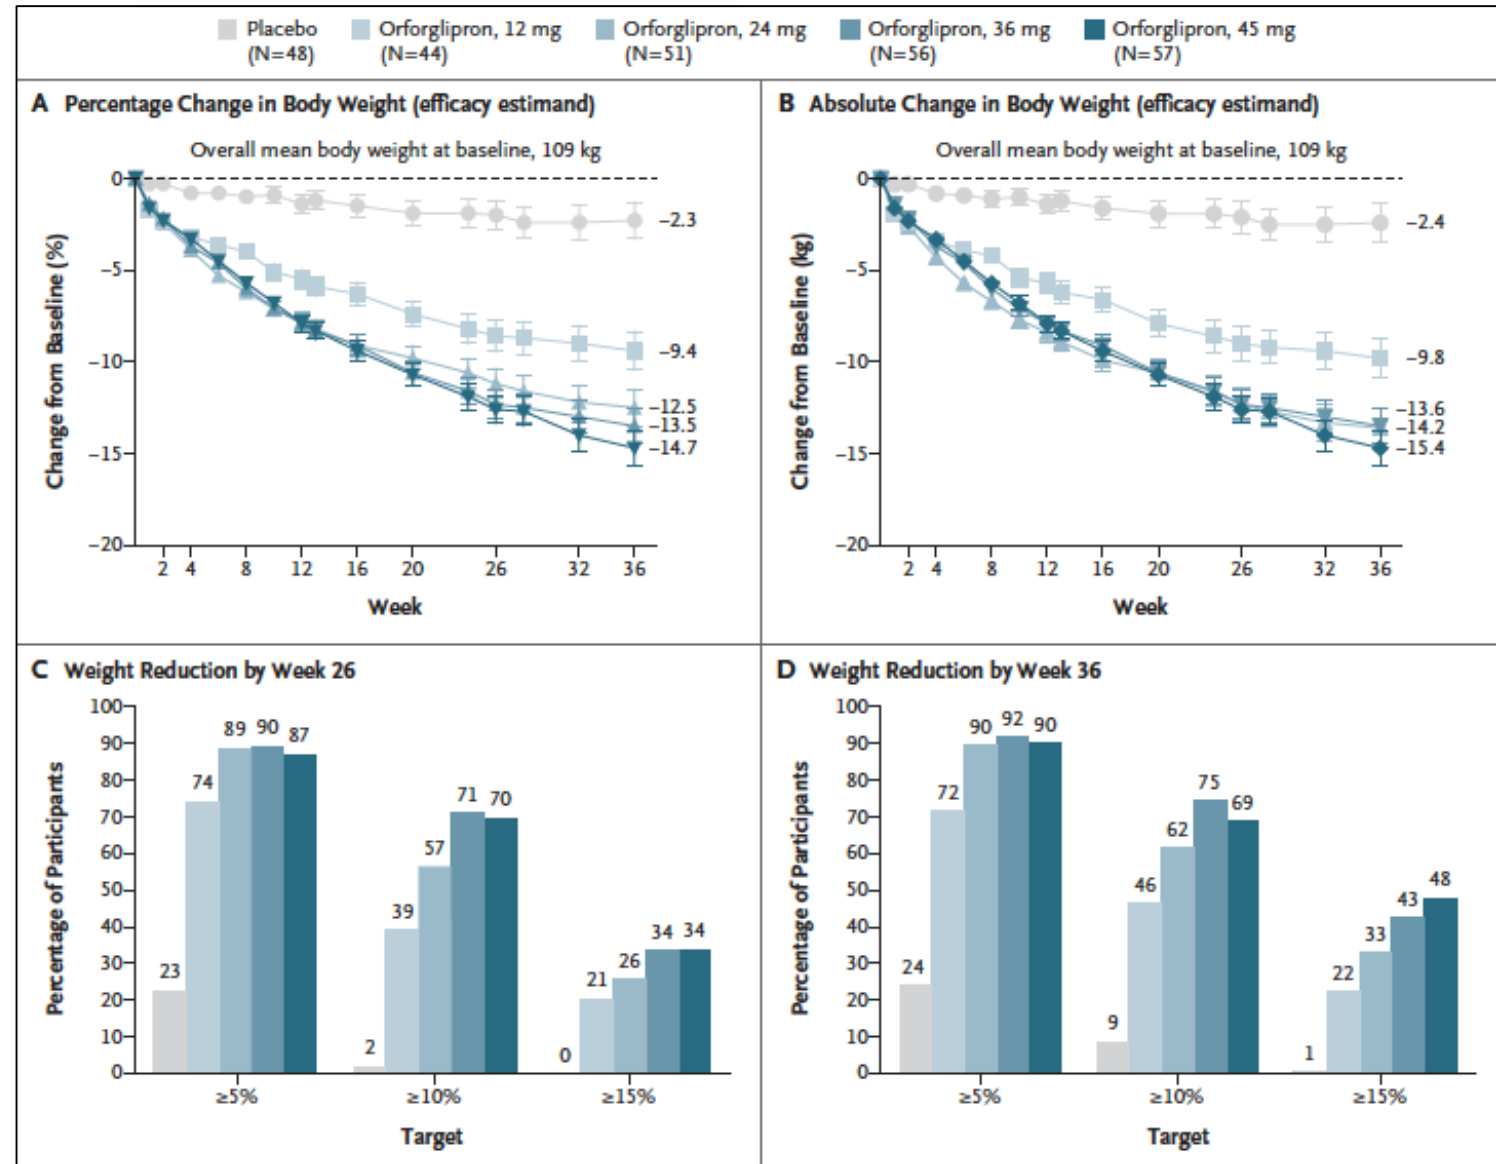 Placebo (N=48)
Orforglipron, 12 mg (N=44)
Orforglipron, 24 mg (N=51)
Orforglipron, 36 mg (N=56)
Orforglipron, 45 mg (N=57)
A Percentage Change in Body Weight (efficacy estimand)
Overall mean body weight at baseline, 109 kg
Change from Baseline (%)
0
−5
−10
−15
−20
−2.3
−9.4
−12.5
−13.5
−14.7
2 4 8 12 16 20 26 32 36
Week
B Absolute Change in Body Weight (efficacy estimand)
Overall mean body weight at baseline, 109 kg
Change from Baseline (kg)
0
−5
−10
−15
−20
−2.4
−9.8
−13.6
−14.2
−15.4
2 4 8 12 16 20 26 32 36
Week
C Weight Reduction by Week 26
Percentage of Participants
100
90
80
70
60
50
40
30
20
10
0
23 74 89 90 87
2 39 57 71 70
0 21 26 34 34
≥5% ≥10% ≥15%
Target
D Weight Reduction by Week 36
Percentage of Participants
100
90
80
70
60
50
40
30
20
10
0
24 72 90 92 90
9 46 62 75 69
1 22 33 43 48
≥5% ≥10% ≥15%
Target